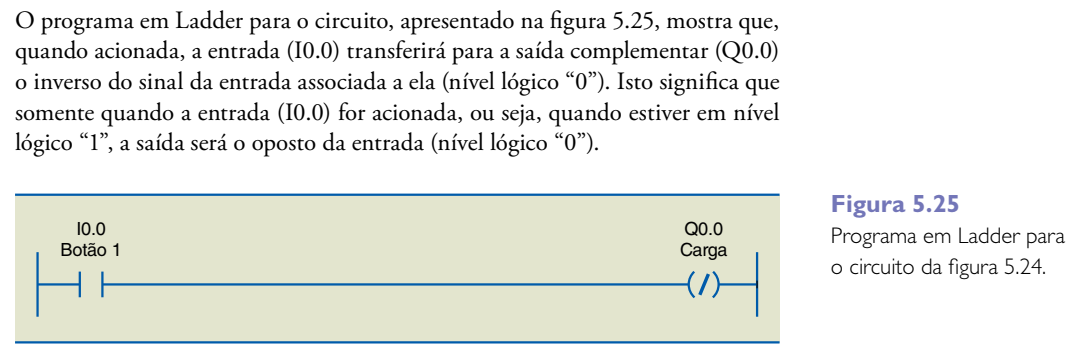 O programa em Ladder para o circuito, apresentado na figura 5.25, mostra que,
quando acionada, a entrada (I0.0) transferirá para a saída complementar (Q0.0)
o inverso do sinal da entrada associada a ela (nível lógico “0”). Isto significa que
somente quando a entrada (I0.0) for acionada, ou seja, quando estiver em nível
lógico “1”, a saída será o oposto da entrada (nível lógico “0”).
I0.0
Botão 1
Q0.0
Carga
Figura 5.25
Programa em Ladder para
o circuito da figura 5.24.